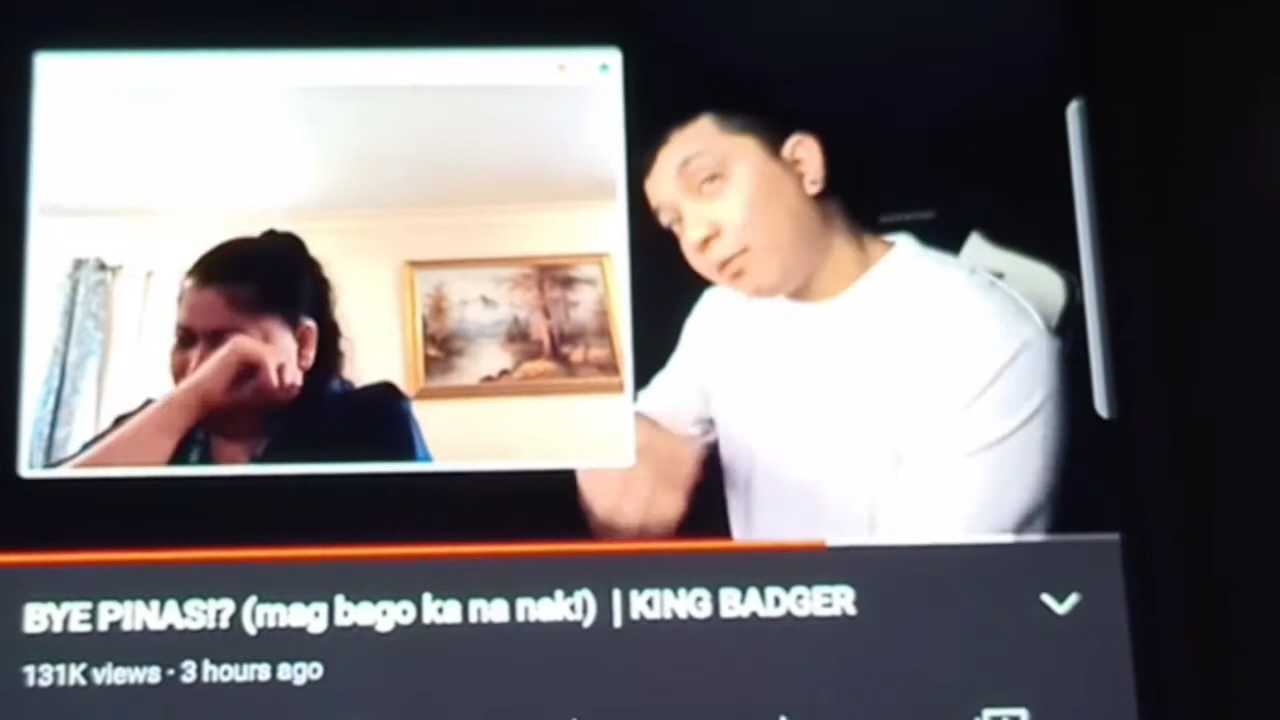 BYE PINAS!? (mag bago ka na nak!) | KING BADGER
131K views · 3 hours ago